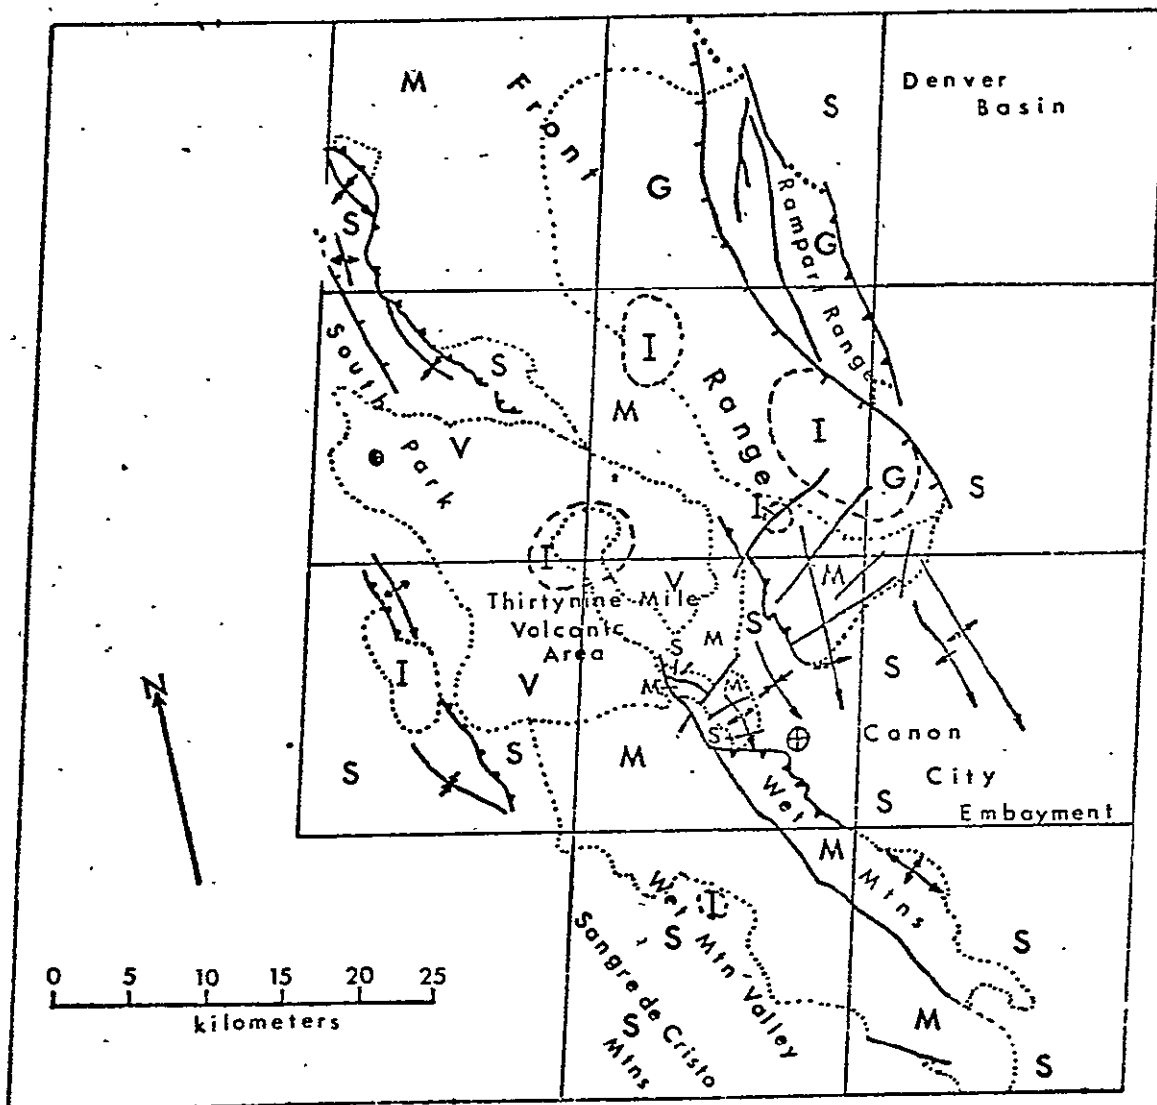 M
Front
S
Denver
Basin
G
Rampart Range
G
S
South
Park
S
I
M
Range
I
V
G
S
I
I
V
M
Thirtynine Mile
Volcanic
Area
S
M
S
I
V
M
M
S
S
S
S
M
Canon
City
Embayment
Wet
Mtns
S
M
N
Wet Mtn Valley
I
S
Sangre de Cristo
Mtns
S
S
M
S
0 5 10 15 20 25
kilometers